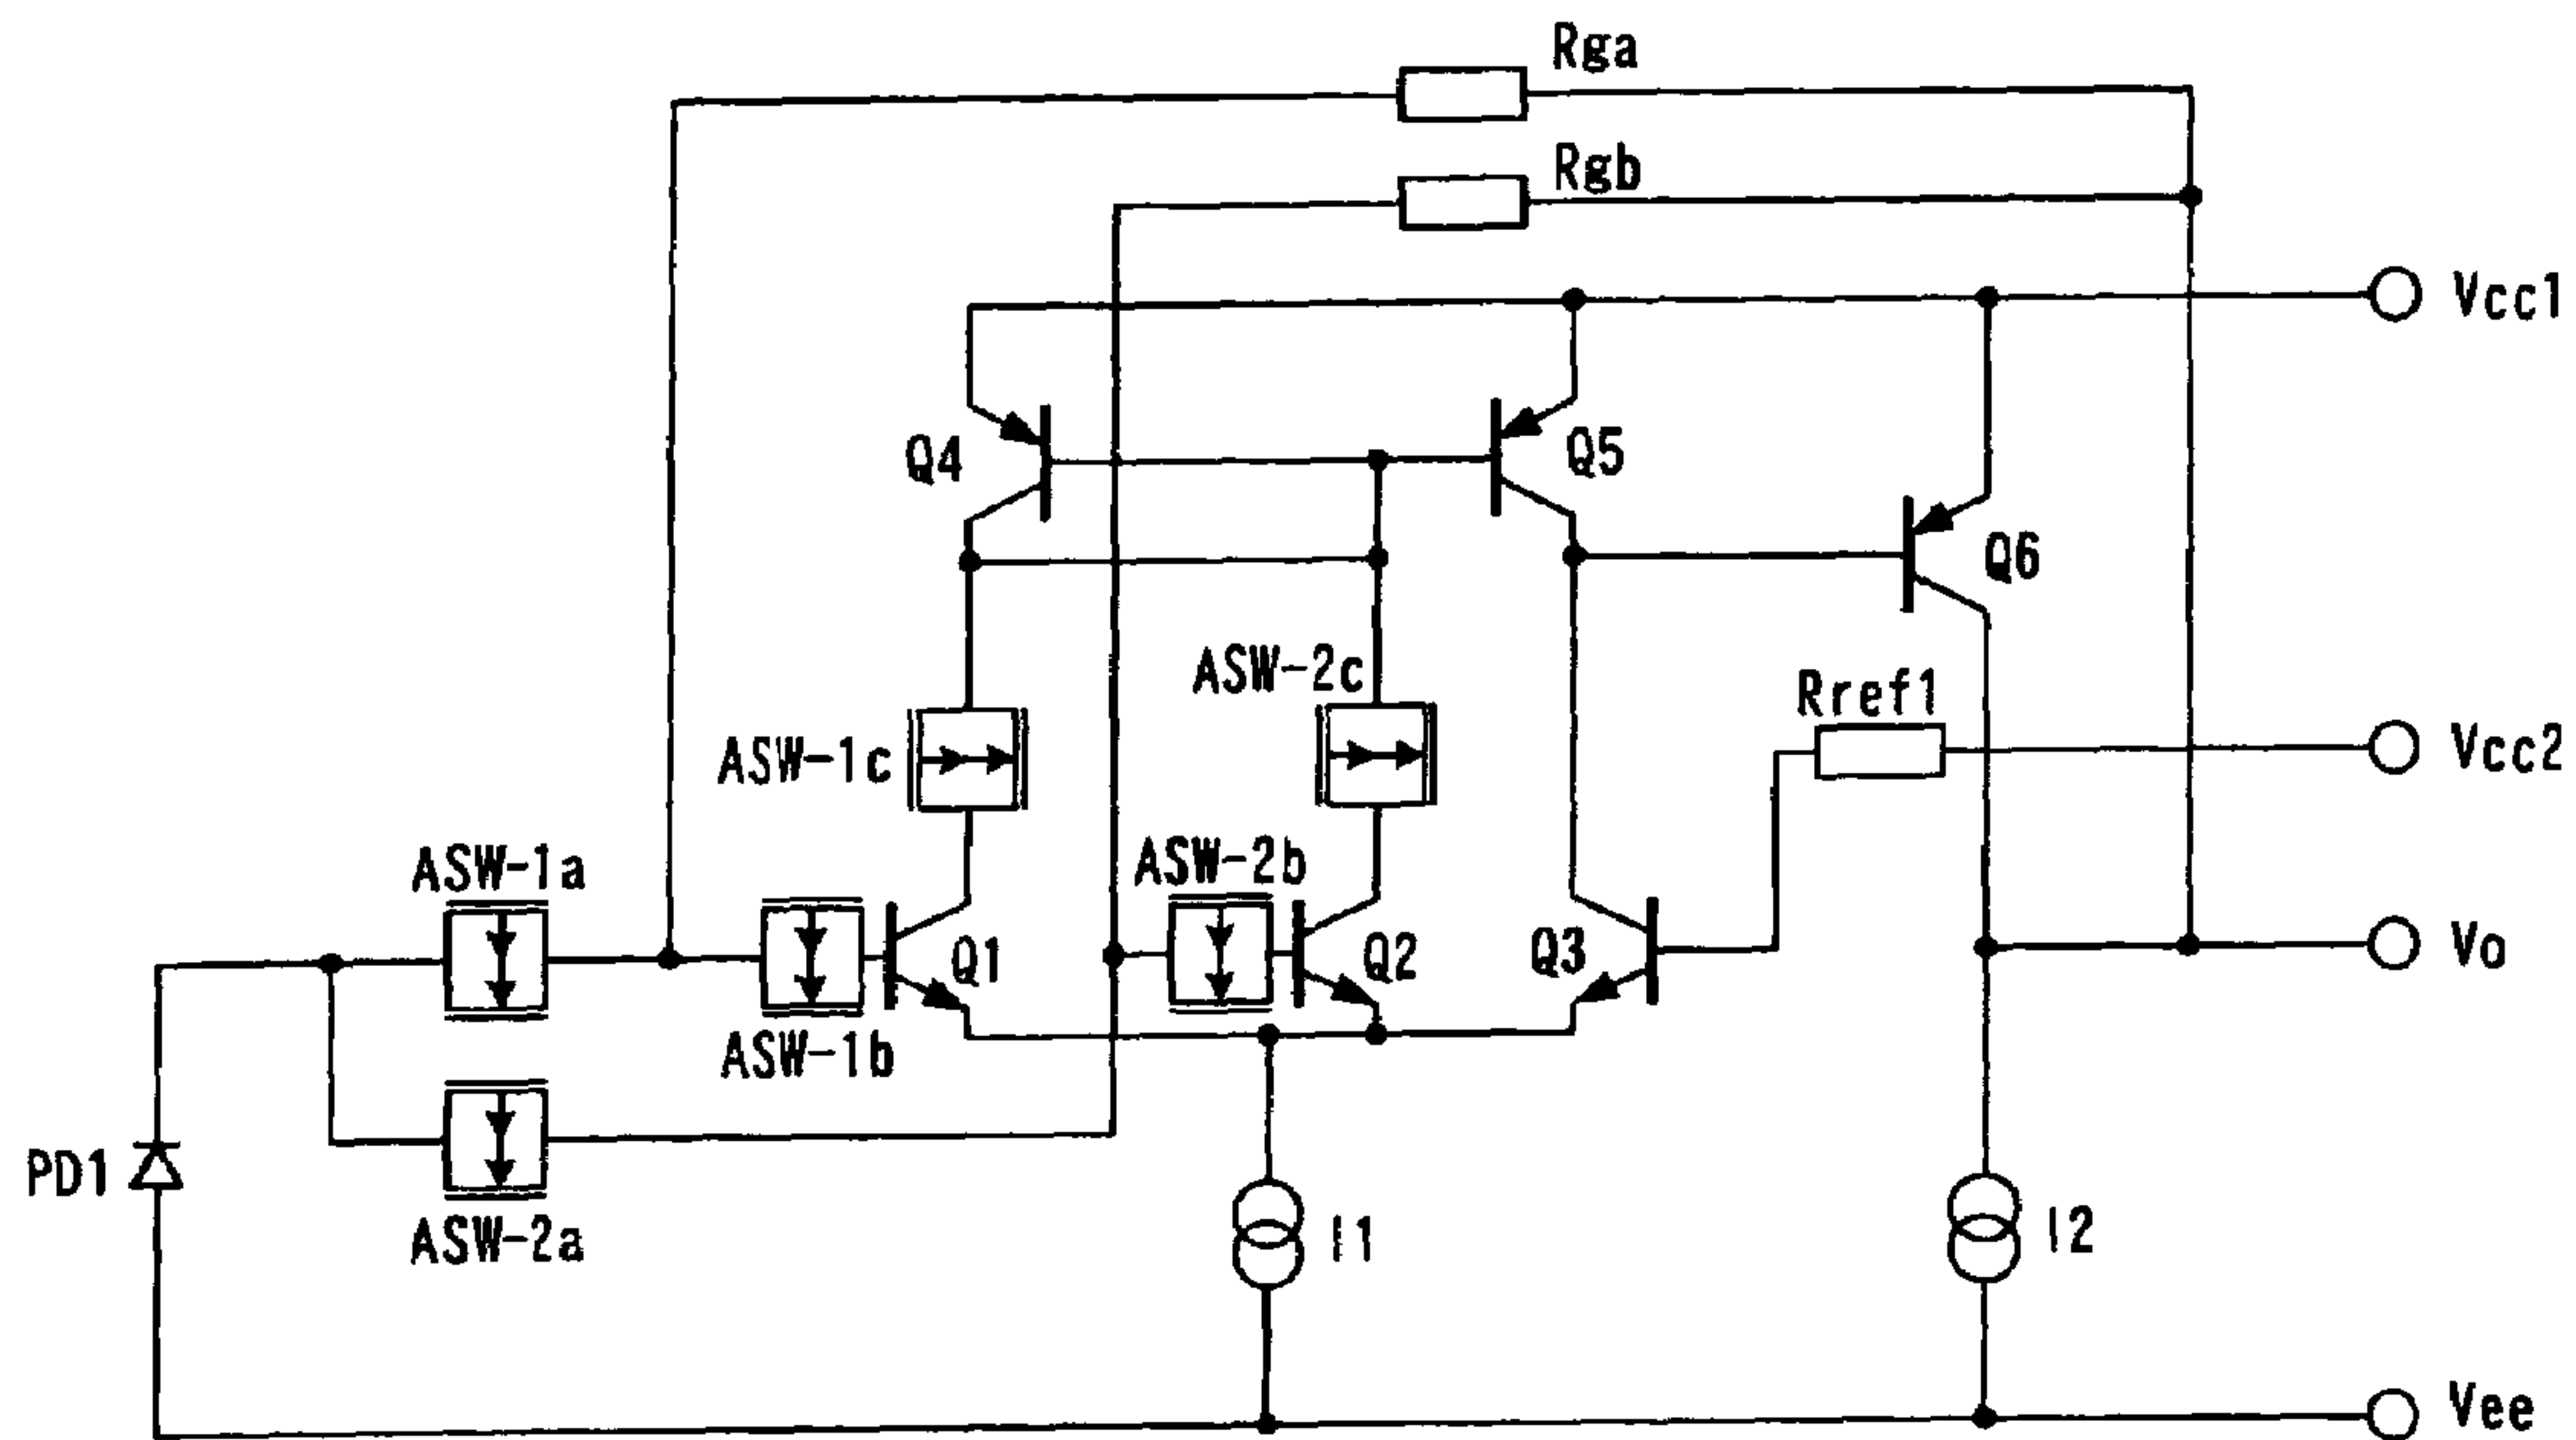 Rga
Rgb
Vcc1
Q4
Q5
Q6
ASW-2c
Rref1
ASW-1c
Vcc2
ASW-1a
ASW-2b
Q1
Q2
Q3
Vo
ASW-1b
PD1
ASW-2a
I1
I2
Vee